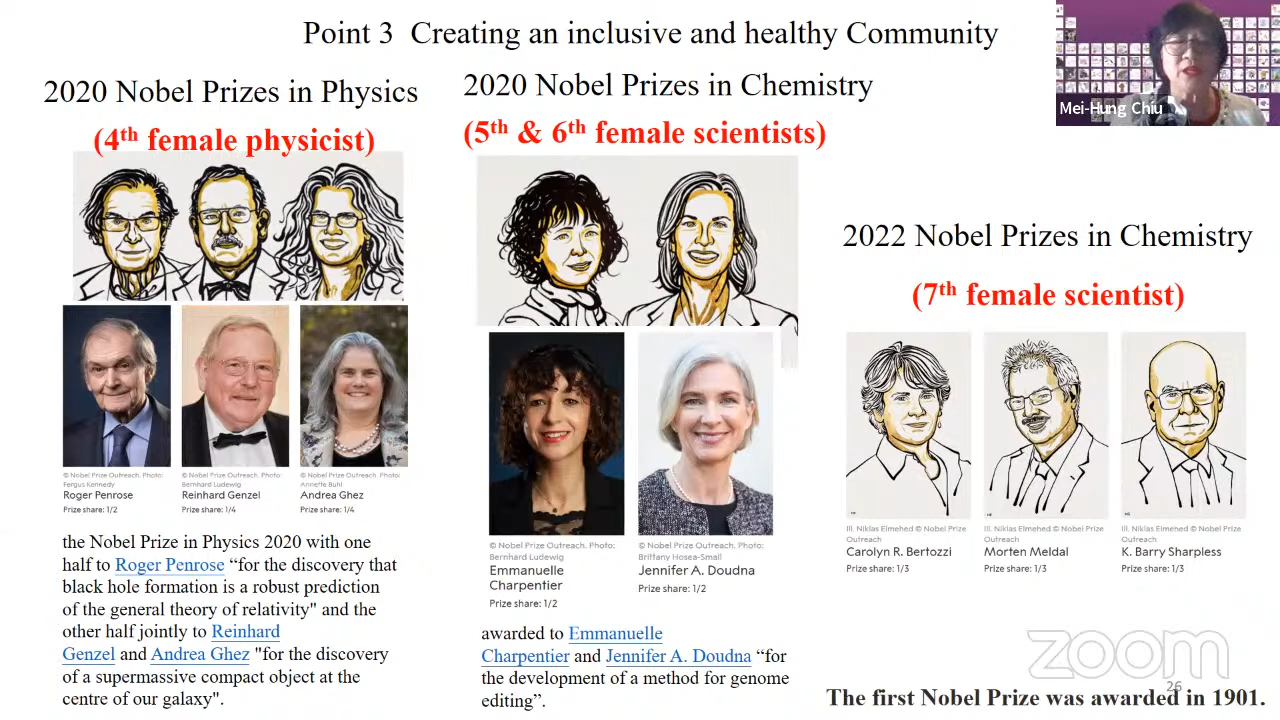 Point 3 Creating an inclusive and healthy Community
Mei-Hung Chiu
2020 Nobel Prizes in Physics
(4th female physicist)
© Nobel Prize Outreach. Photo:
Fergus Kennedy
Roger Penrose
Prize share: 1/2
© Nobel Prize Outreach. Photo:
Bernhard Ludewig
Reinhard Genzel
Prize share: 1/4
© Nobel Prize Outreach. Photo:
Annette Buhl
Andrea Ghez
Prize share: 1/4
the Nobel Prize in Physics 2020 with one
half to Roger Penrose “for the discovery that
black hole formation is a robust prediction
of the general theory of relativity" and the
other half jointly to Reinhard
Genzel and Andrea Ghez "for the discovery
of a supermassive compact object at the
centre of our galaxy".
2020 Nobel Prizes in Chemistry
(5th & 6th female scientists)
© Nobel Prize Outreach. Photo:
Bernhard Ludewig
Emmanuelle
Charpentier
Prize share: 1/2
© Nobel Prize Outreach. Photo:
Brittany Hosea-Small
Jennifer A. Doudna
Prize share: 1/2
awarded to Emmanuelle
Charpentier and Jennifer A. Doudna “for
the development of a method for genome
editing”.
2022 Nobel Prizes in Chemistry
(7th female scientist)
Ill. Niklas Elmehed © Nobel Prize
Outreach
Carolyn R. Bertozzi
Prize share: 1/3
Ill. Niklas Elmehed © Nobel Prize
Outreach
Morten Meldal
Prize share: 1/3
Ill. Niklas Elmehed © Nobel Prize
Outreach
K. Barry Sharpless
Prize share: 1/3
zoom
26
The first Nobel Prize was awarded in 1901.